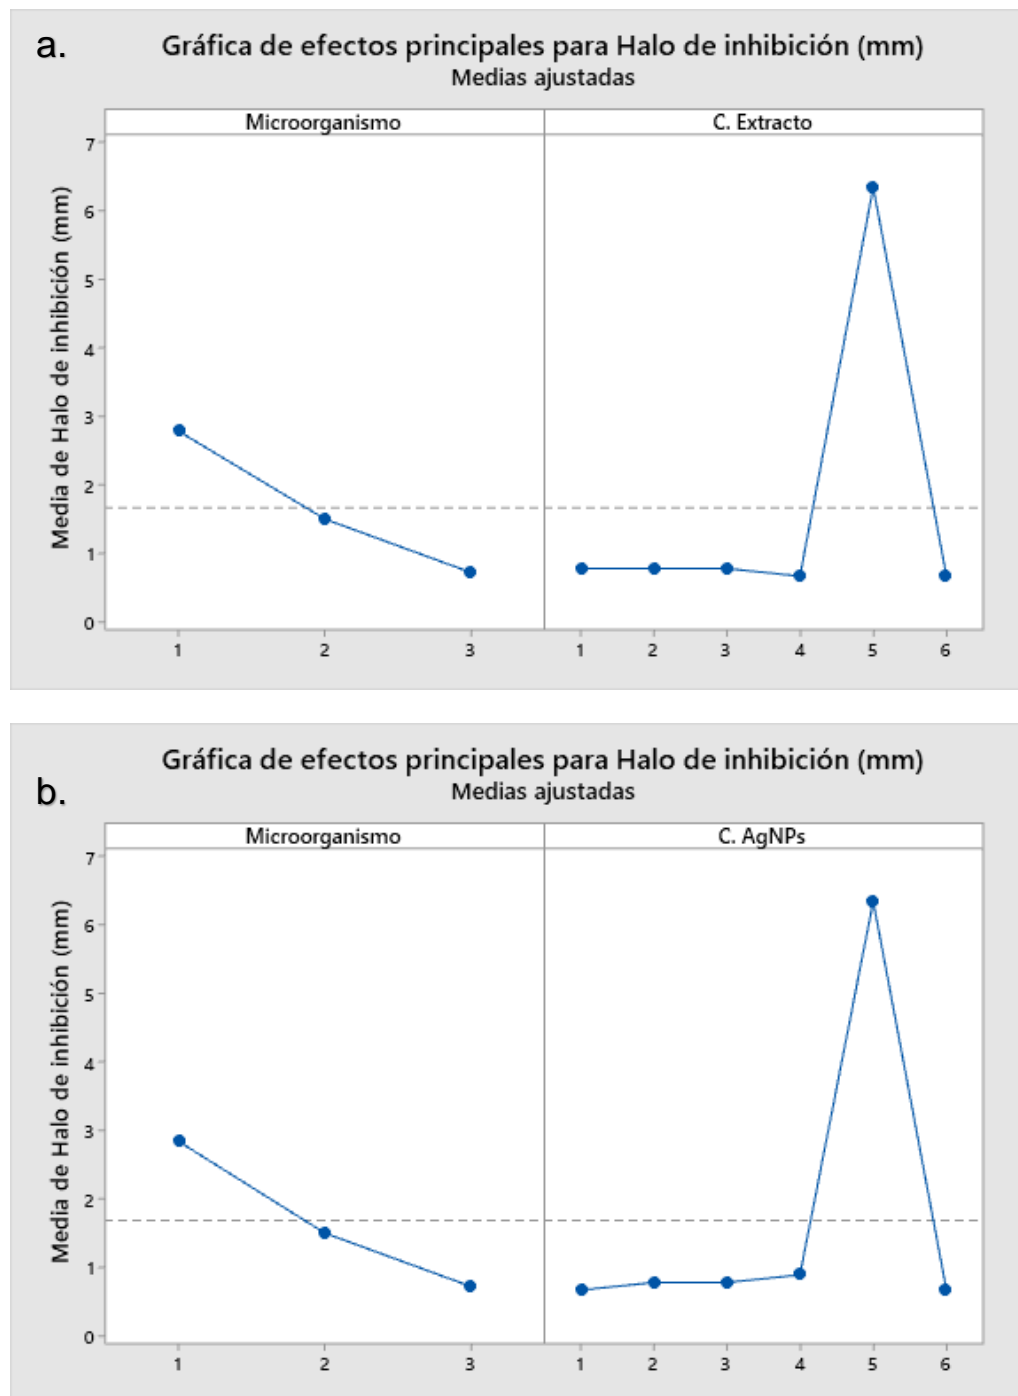 a.
Gráfica de efectos principales para Halo de inhibición (mm)
Medias ajustadas
Microorganismo
C. Extracto
Media de Halo de inhibición (mm)
7
6
5
4
3
2
1
0
1 2 3 1 2 3 4 5 6
b.
Gráfica de efectos principales para Halo de inhibición (mm)
Medias ajustadas
Microorganismo
C. AgNPs
Media de Halo de inhibición (mm)
7
6
5
4
3
2
1
0
1 2 3 1 2 3 4 5 6